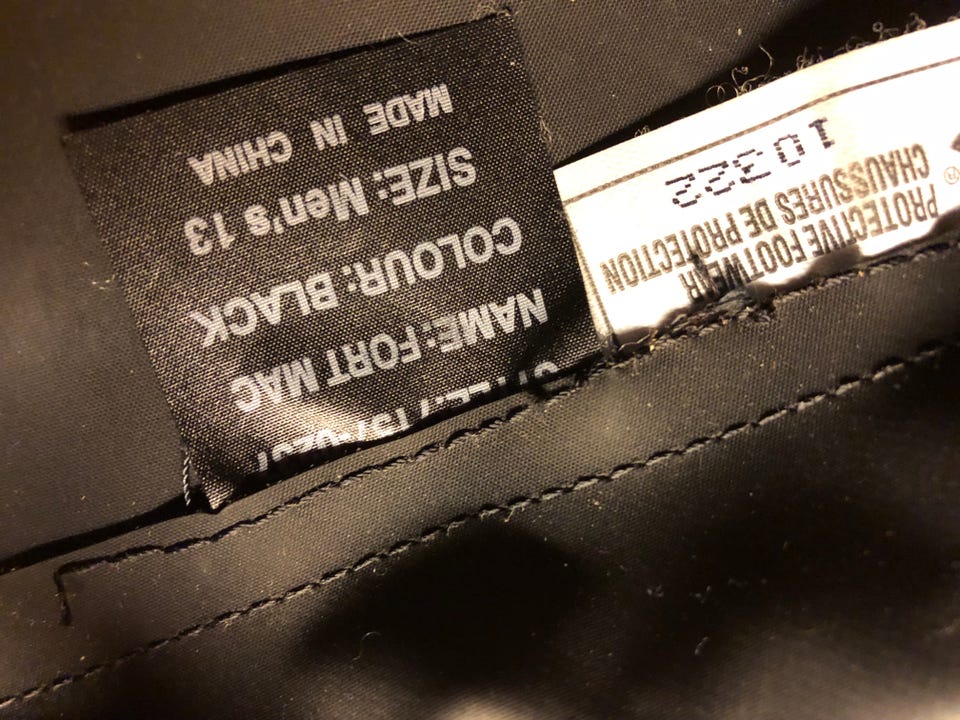 NAME: FORT MAC
COLOUR: BLACK
SIZE: Men's 13
MADE IN CHINA
®
PROTECTIVE FOOTWEAR
CHAUSSURES DE PROTECTION
10322